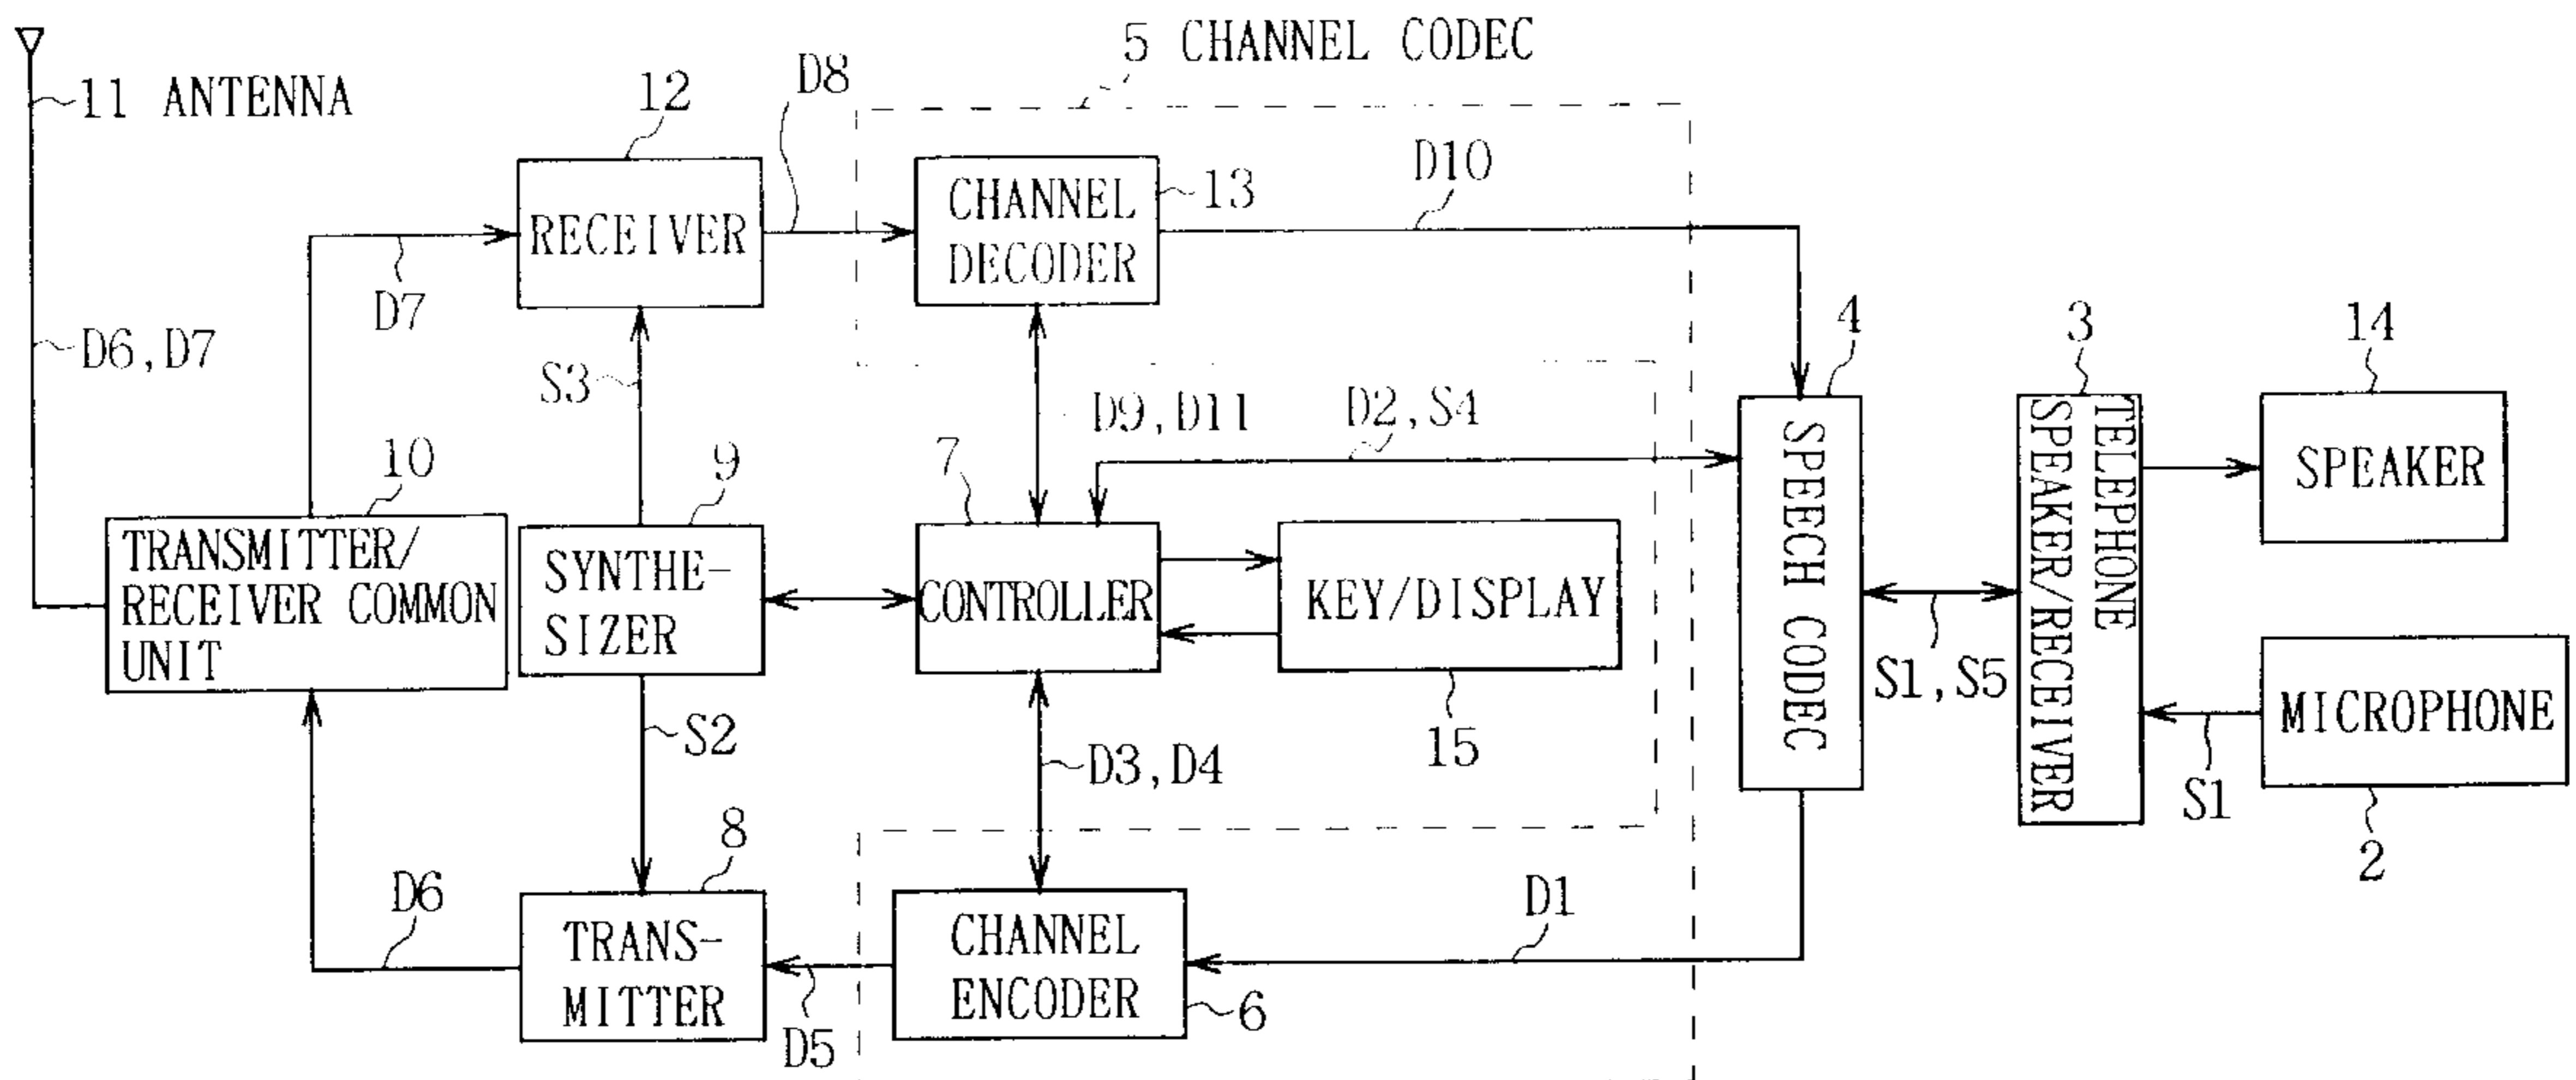 5 CHANNEL CODEC
11 ANTENNA
12
D8
CHANNEL
DECODER
13
D10
RECEIVER
D7
D6, D7
S3
D9, D11
D2, S4
4
3
14
10
9
7
TRANSMITTER/
RECEIVER COMMON
UNIT
SYNTHE-
SIZER
CONTROLLER
KEY/DISPLAY
15
SPEECH CODEC
TELEPHONE
SPEAKER/RECEIVER
SPEAKER
S1, S5
MICROPHONE
S1
2
S2
D3, D4
8
D6
TRANS-
MITTER
D5
CHANNEL
ENCODER
6
D1